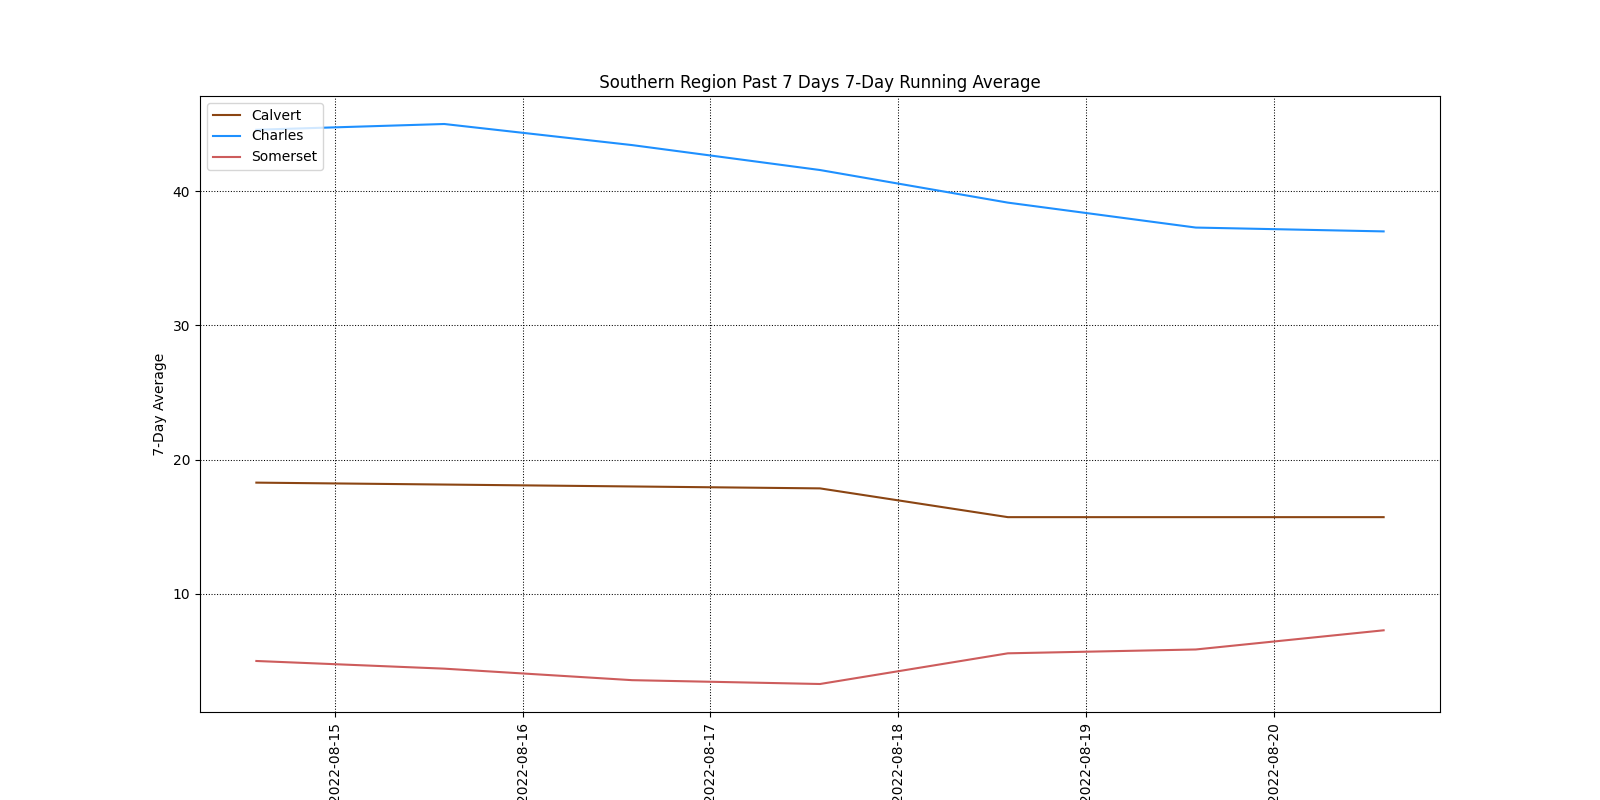 Southern Region Past 7 Days 7-Day Running Average
Calvert
Charles
Somerset
7-Day Average
40
30
20
10
2022-08-15
2022-08-16
2022-08-17
2022-08-18
2022-08-19
2022-08-20